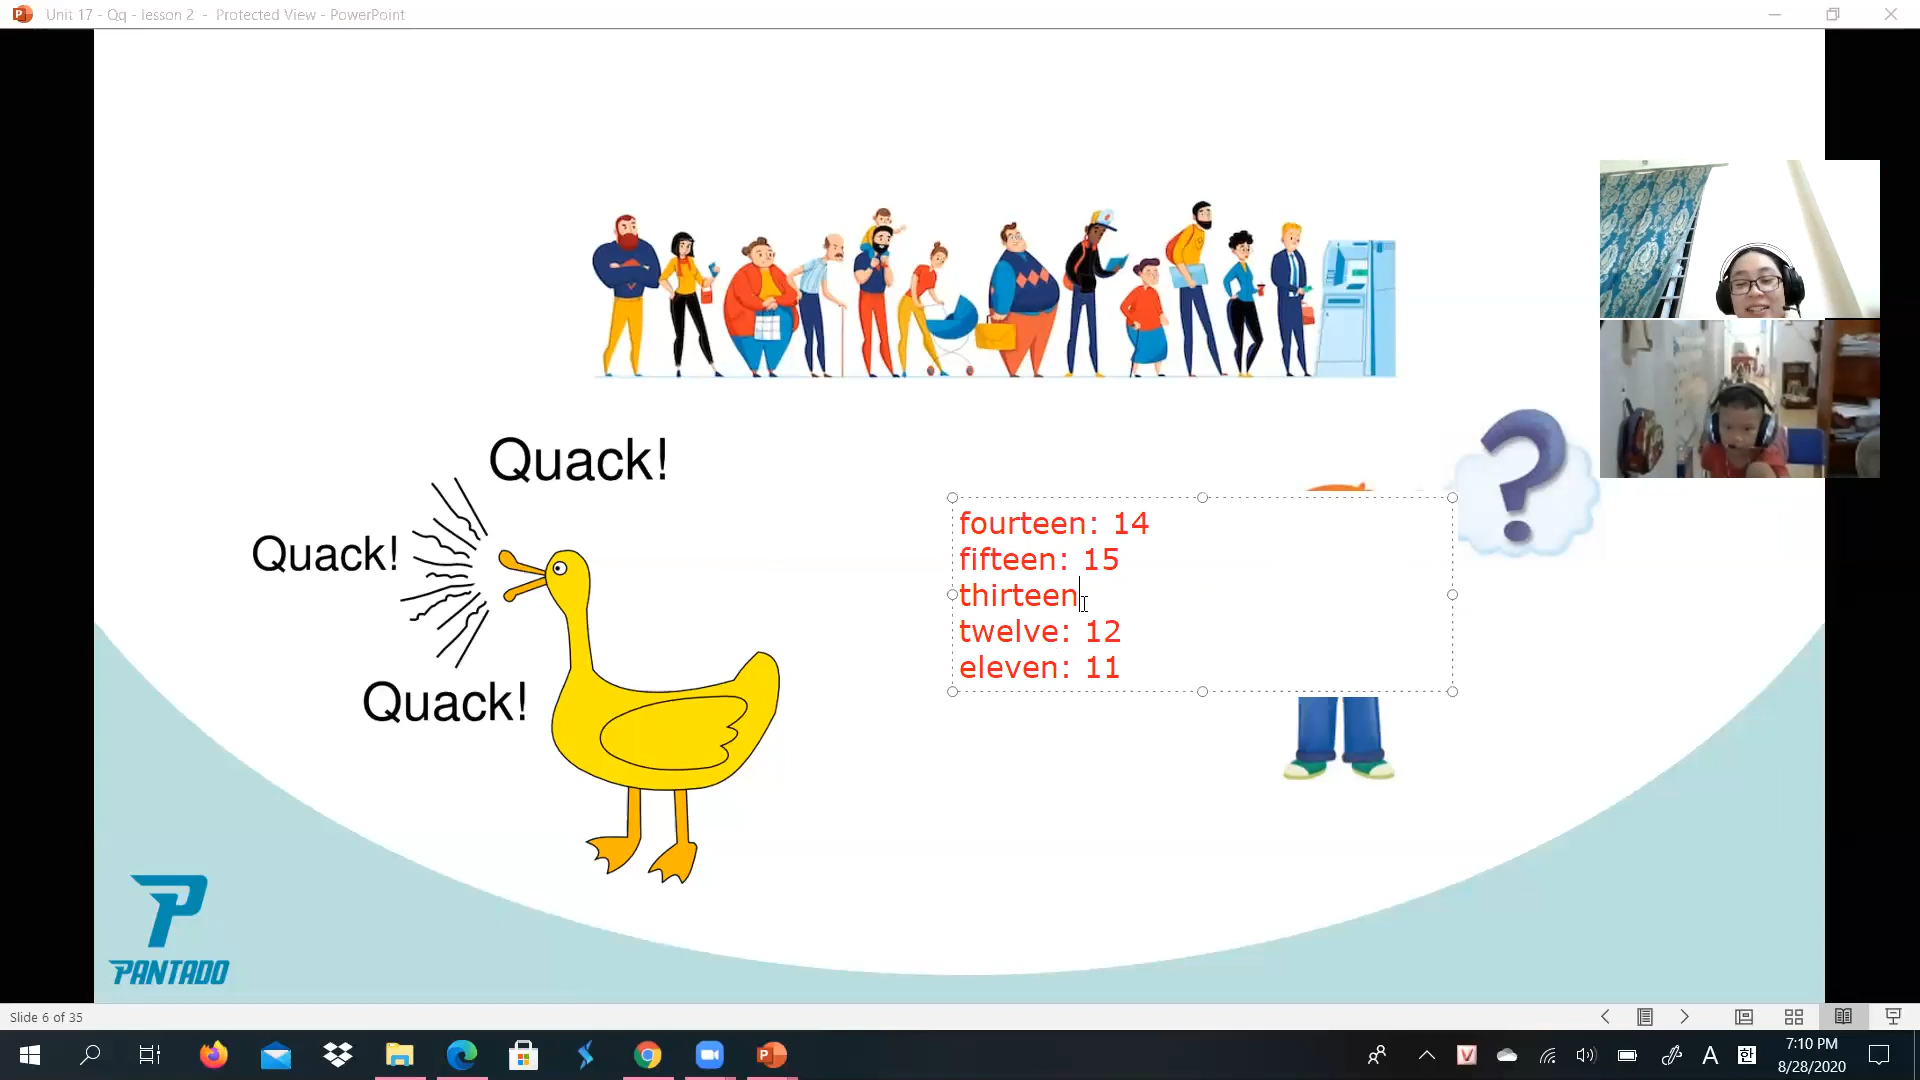 Unit 17 - Qq - lesson 2 - Protected View - PowerPoint
Quack!
Quack!
Quack!
fourteen: 14
fifteen: 15
thirteen
twelve: 12
eleven: 11
PANTADO
Slide 6 of 35
A
한
7:10 PM
8/28/2020